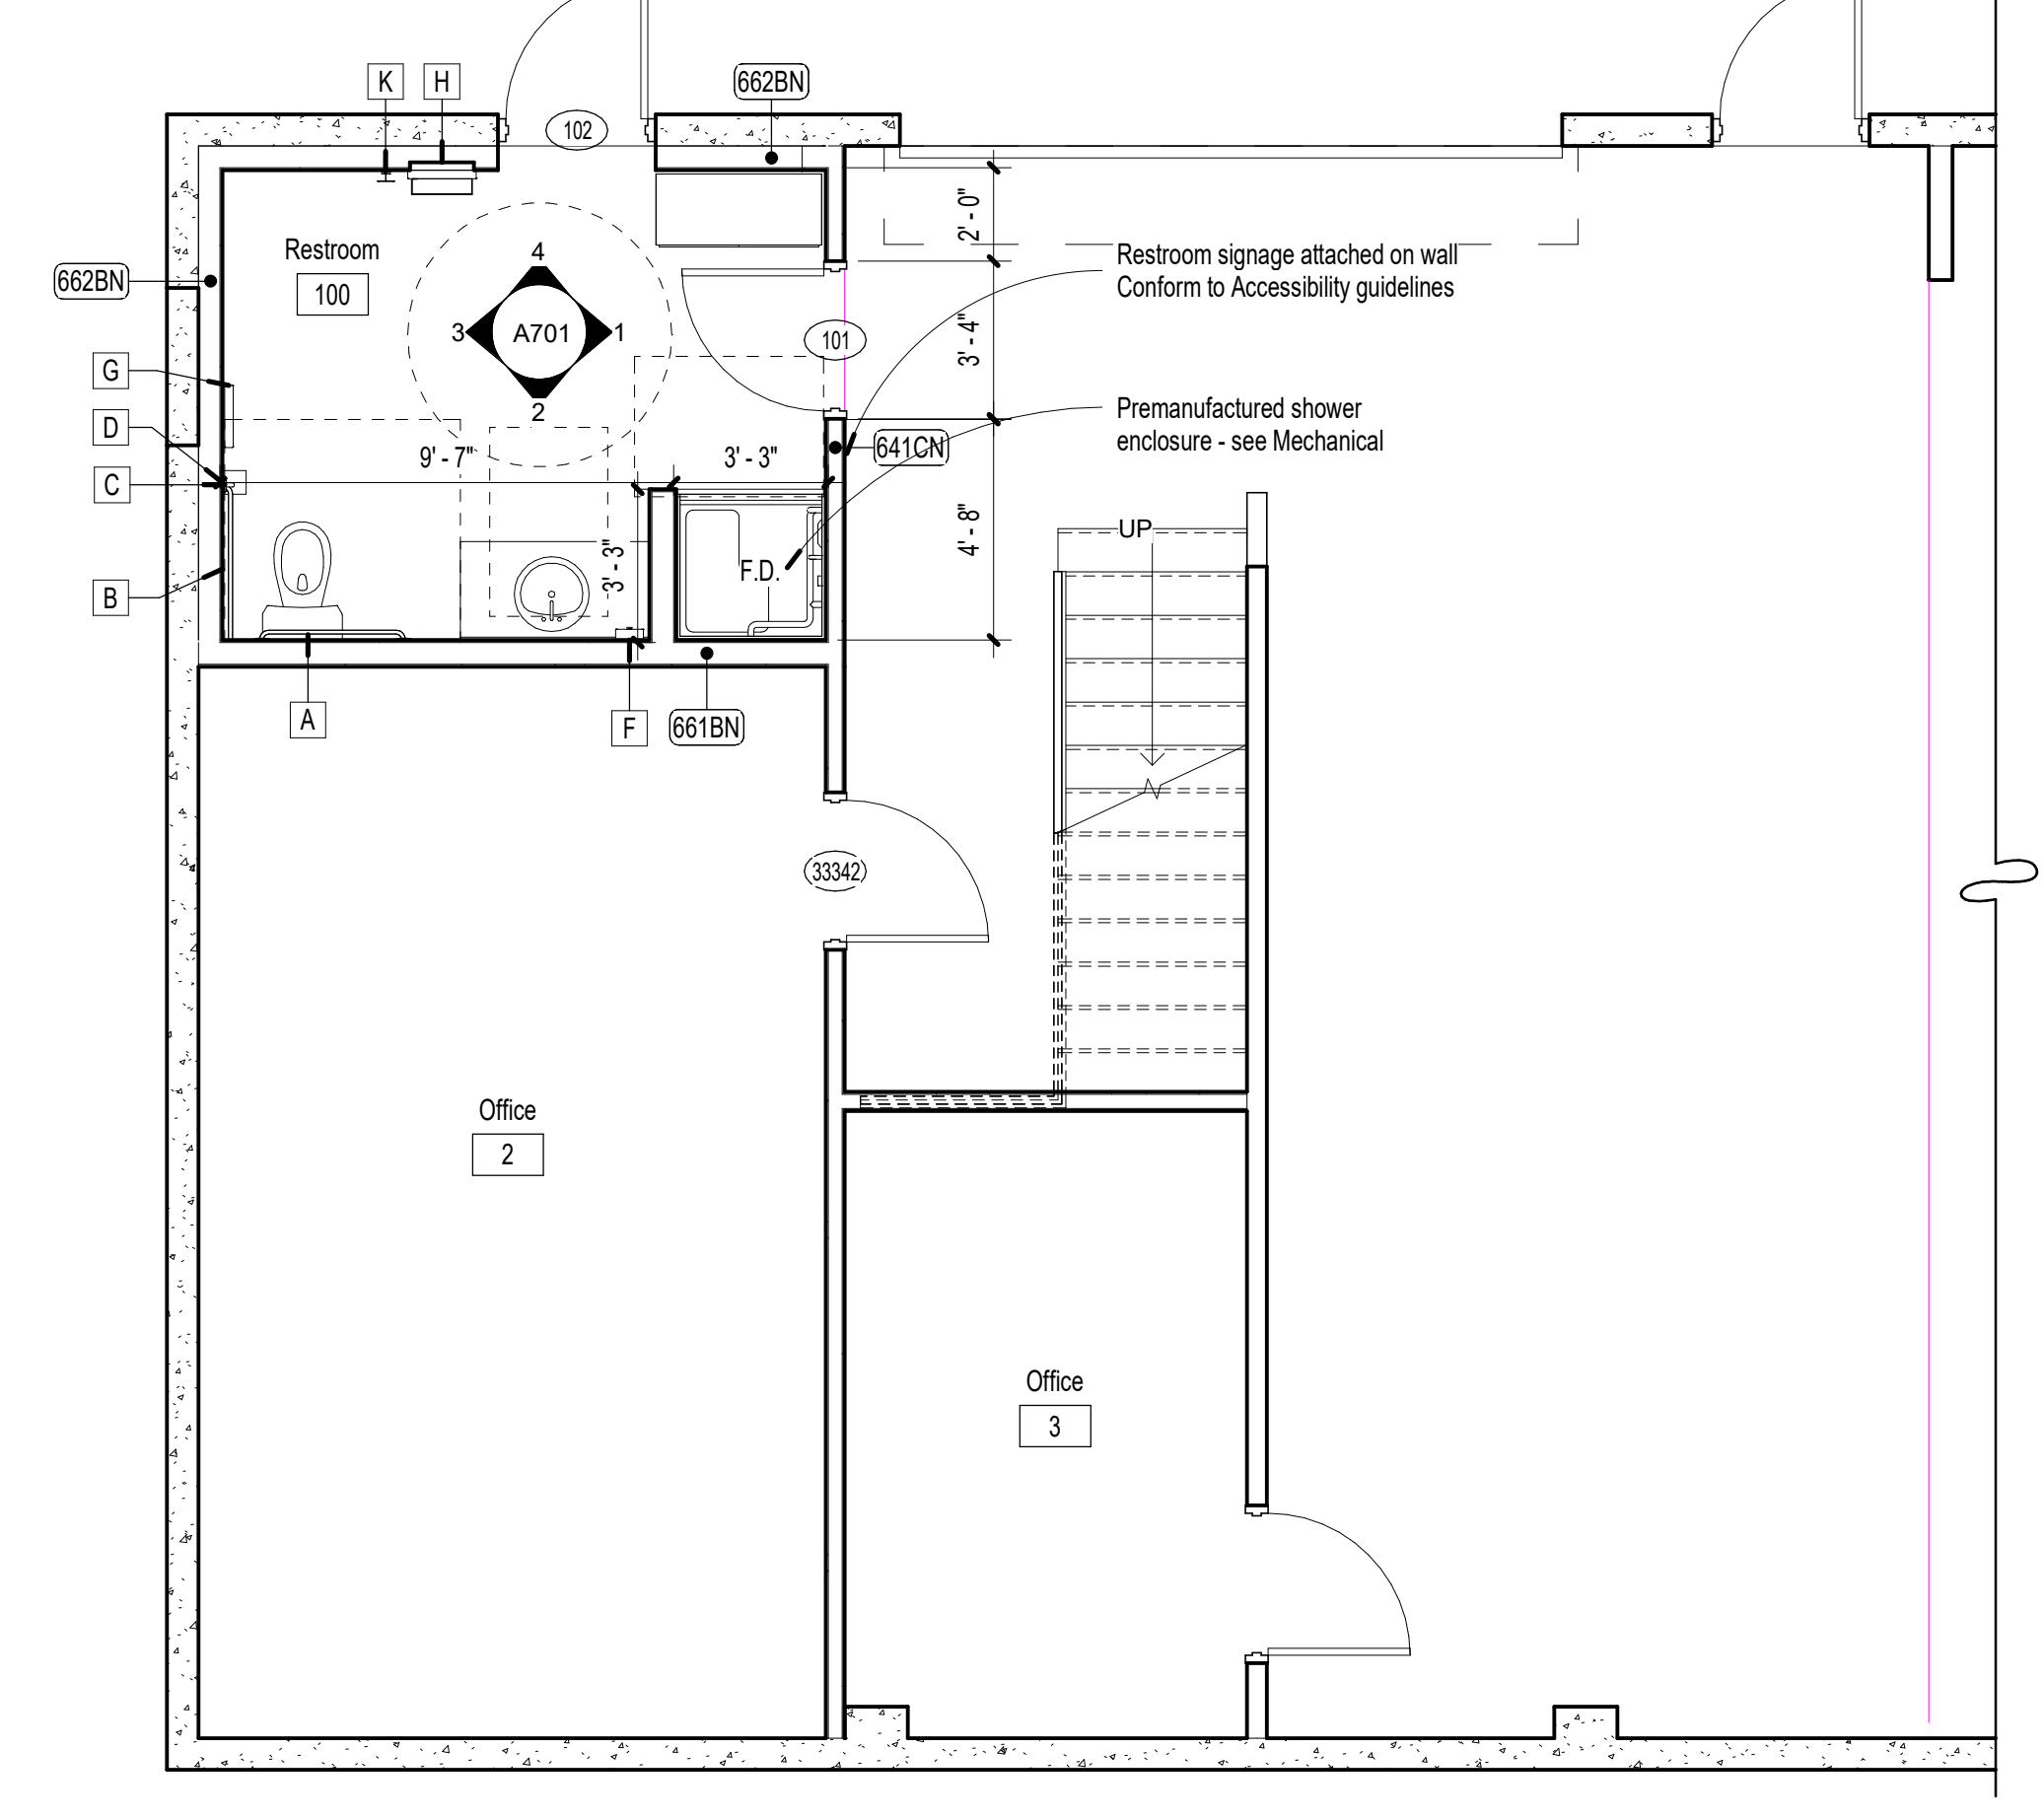 K
H
662BN
102
Restroom
100
662BN
4
3
A701
1
2
101
2' - 0"
3' - 4"
4' - 8"
Restroom signage attached on wall
Conform to Accessibility guidelines
Premanufactured shower
enclosure - see Mechanical
641CN
G
D
C
B
9' - 7"
3' - 3"
3' - 3"
F.D.
UP
A
F
661BN
33342
Office
2
Office
3